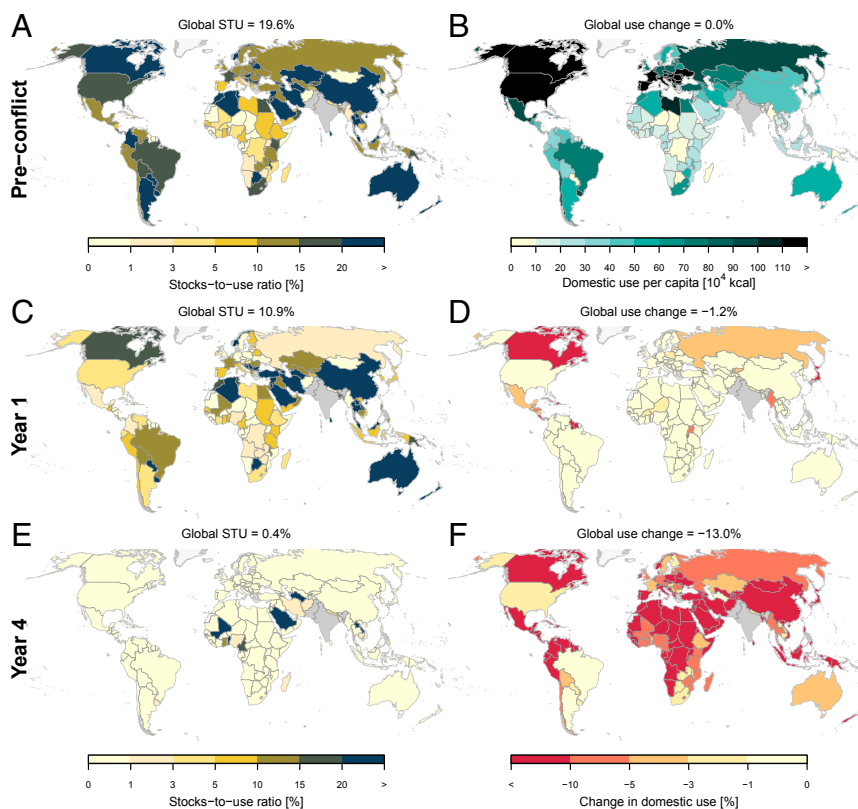 A
Global STU = 19.6%
B
Global use change = 0.0%
Pre−conflict
0 1 3 5 10 15 20 >
Stocks−to−use ratio [%]
0 10 20 30 40 50 60 70 80 90 100 110 >
Domestic use per capita [10⁴ kcal]
C
Global STU = 10.9%
D
Global use change = −1.2%
Year 1
E
Global STU = 0.4%
F
Global use change = −13.0%
Year 4
0 1 3 5 10 15 20 >
Stocks−to−use ratio [%]
< −10 −5 −3 −1 0
Change in domestic use [%]